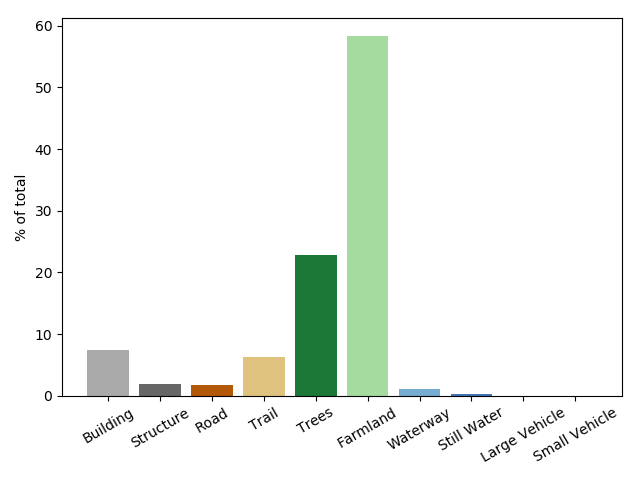 60
50
40
30
20
10
0
% of total
Building
Structure
Road
Trail
Trees
Farmland
Waterway
Still Water
Large Vehicle
Small Vehicle